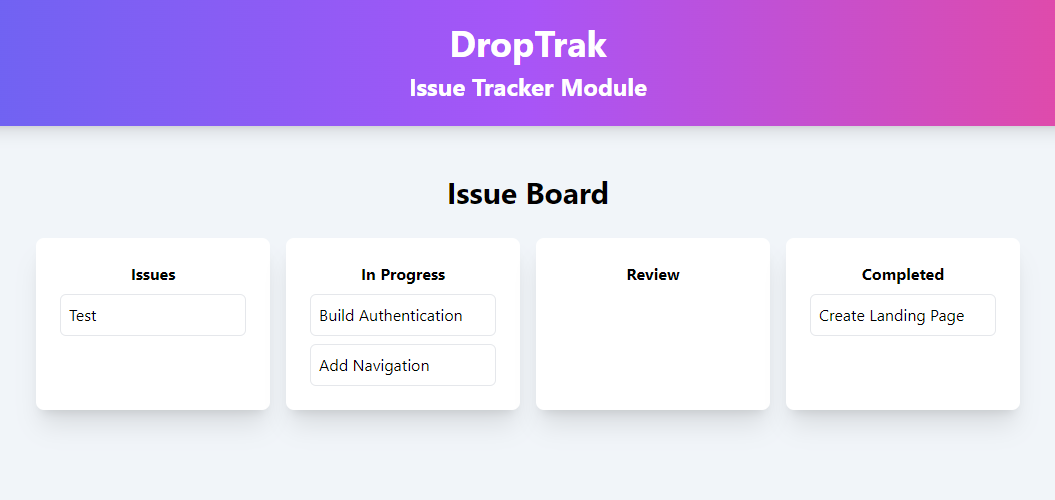 DropTrak
Issue Tracker Module
Issue Board
Issues
Test
In Progress
Build Authentication
Add Navigation
Review
Completed
Create Landing Page